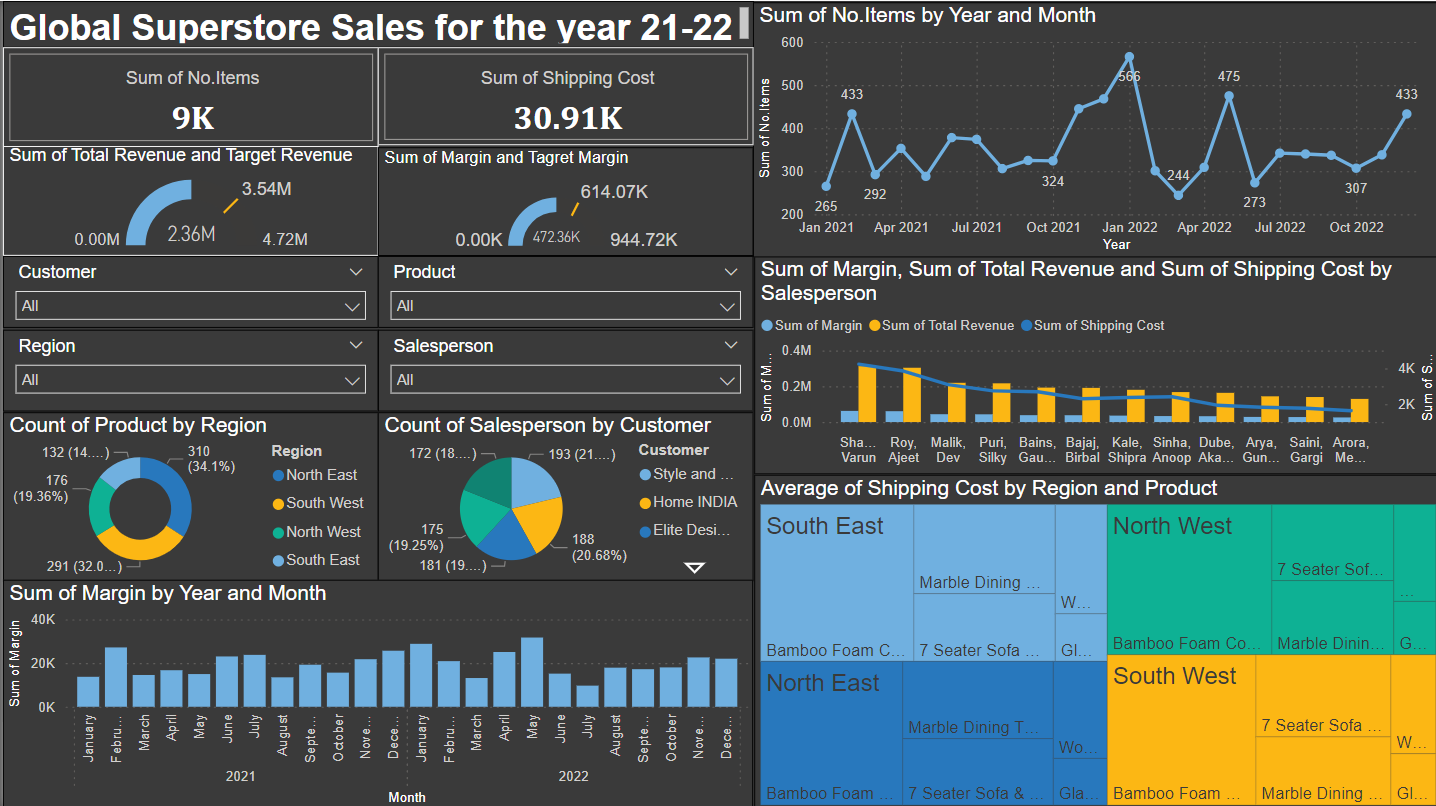 Global Superstore Sales for the year 21-22
Sum of No.Items
9K
Sum of Shipping Cost
30.91K
Sum of Total Revenue and Target Revenue
3.54M
0.00M
2.36M
4.72M
Sum of Margin and Tagret Margin
614.07K
0.00K
472.36K
944.72K
Customer
All
Product
All
Region
All
Salesperson
All
Count of Product by Region
132 (14....)
310
(34.1%)
176
(19.36%)
291 (32.0...)
Region
North East
South West
North West
South East
Count of Salesperson by Customer
172 (18....)
193 (21....)
175
(19.25%)
188
(20.68%)
181 (19....)
Customer
Style and ...
Home INDIA
Elite Desi...
Sum of Margin by Year and Month
Sum of Margin
40K
20K
0K
January
Febru...
March
April
May
June
July
August
Septe...
October
Nove...
Dece...
January
Febru...
March
April
May
June
July
August
Septe...
October
Nove...
Dece...
2021
2022
Month
Sum of No.Items by Year and Month
Sum of No.Items
600
500
400
300
200
265
433
292
324
566
244
475
273
307
433
Jan 2021
Apr 2021
Jul 2021
Oct 2021
Jan 2022
Apr 2022
Jul 2022
Oct 2022
Year
Sum of Margin, Sum of Total Revenue and Sum of Shipping Cost by
Salesperson
Sum of Margin
Sum of Total Revenue
Sum of Shipping Cost
Sum of M...
0.4M
0.2M
0.0M
4K
2K
Sum of S...
Sha...
Varun
Roy,
Ajeet
Malik,
Dev
Puri,
Silky
Bains,
Gau...
Bajaj,
Birbal
Kale,
Shipra
Sinha,
Anoop
Dube,
Aka...
Arya,
Gun...
Saini,
Gargi
Arora,
Me...
Average of Shipping Cost by Region and Product
South East
Bamboo Foam C...
Marble Dining ...
7 Seater Sofa ...
W...
Gl...
North West
Bamboo Foam Co...
7 Seater Sof...
Marble Dinin...
...
G...
North East
Bamboo Foam ...
Marble Dining T...
7 Seater Sofa & ...
Wo...
Gla...
South West
Bamboo Foam ...
7 Seater Sofa ...
Marble Dining ...
W...
Gl...